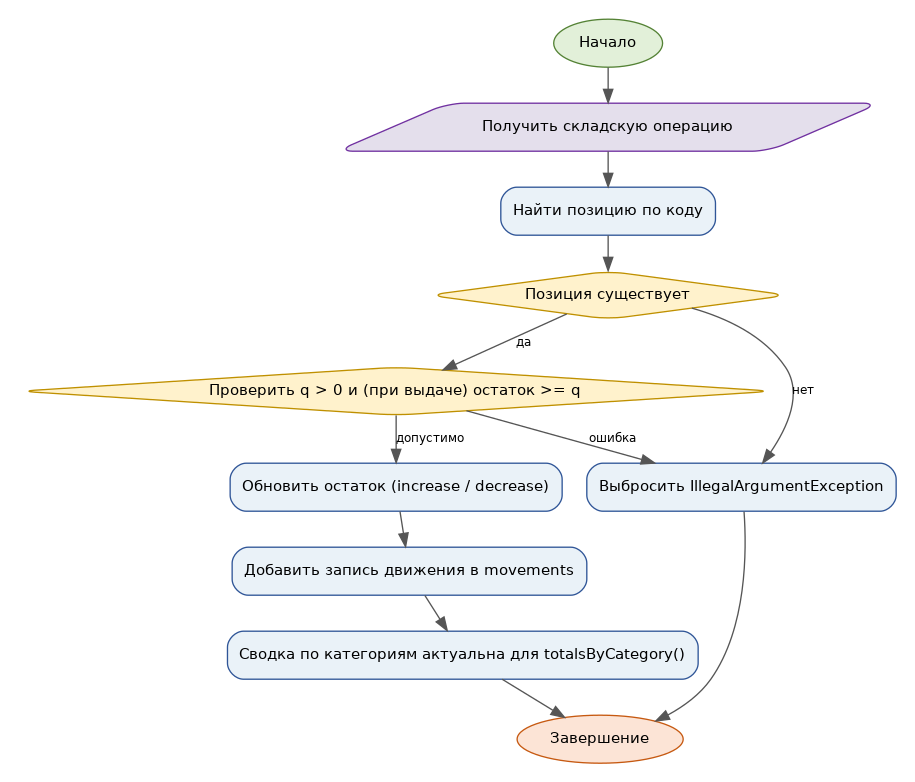 Начало
Получить складскую операцию
Найти позицию по коду
Позиция существует
да
нет
Проверить q > 0 и (при выдаче) остаток >= q
допустимо
ошибка
Обновить остаток (increase / decrease)
Выбросить IllegalArgumentException
Добавить запись движения в movements
Сводка по категориям актуальна для totalsByCategory()
Завершение